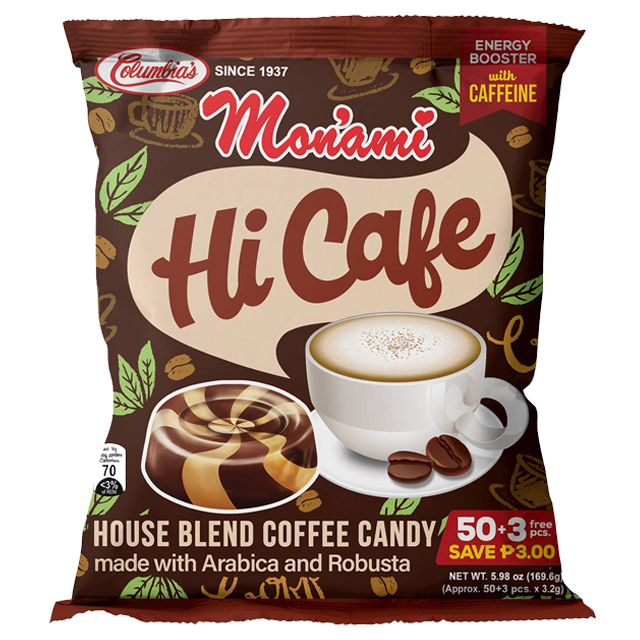 Columbia's
SINCE 1937
ENERGY
BOOSTER
with
CAFFEINE
Mon'ami
Hi Cafe
70
<3%
HOUSE BLEND COFFEE CANDY
made with Arabica and Robusta
50+3 free pcs.
SAVE ₱3.00
NET WT. 5.98 oz (169.6g)
(Approx. 50+3 pcs. x 3.2g)